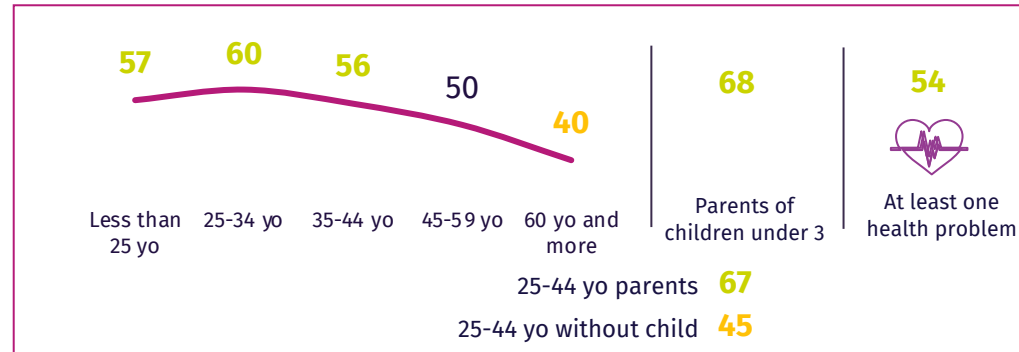 57
60
56
50
40
68
54
Less than
25 yo
25-34 yo
35-44 yo
45-59 yo
60 yo and
more
Parents of
children under 3
At least one
health problem
25-44 yo parents 67
25-44 yo without child 45